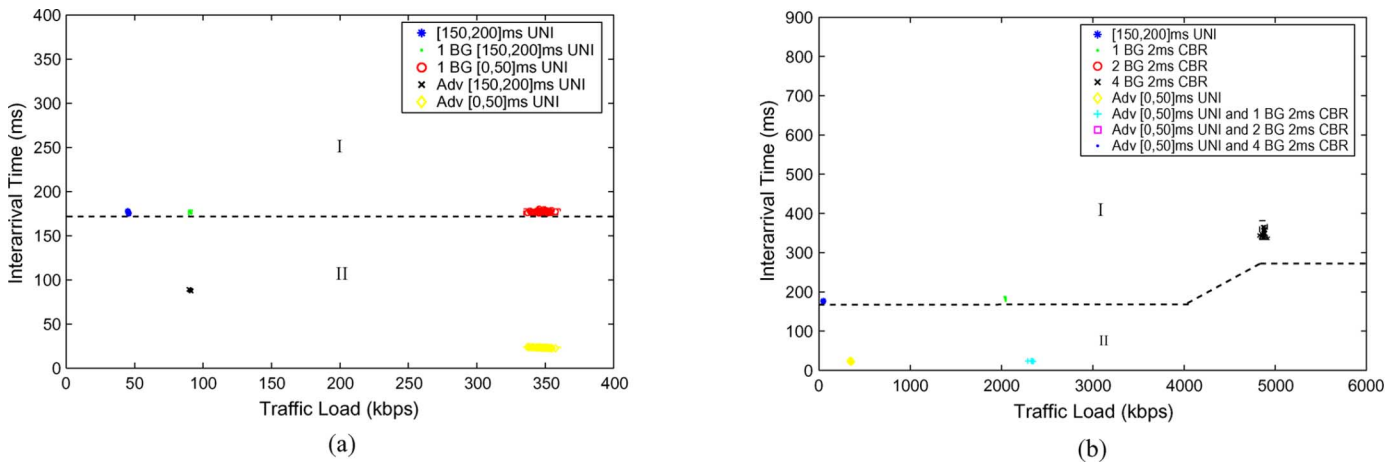 400
350
300
250
200
150
100
50
0
Interarrival Time (ms)
[150,200]ms UNI
1 BG [150,200]ms UNI
1 BG [0,50]ms UNI
Adv [150,200]ms UNI
Adv [0,50]ms UNI
I
II
0 50 100 150 200 250 300 350 400
Traffic Load (kbps)
(a)
900
800
700
600
500
400
300
200
100
0
Interarrival Time (ms)
[150,200]ms UNI
1 BG 2ms CBR
2 BG 2ms CBR
4 BG 2ms CBR
Adv [0,50]ms UNI
Adv [0,50]ms UNI and 1 BG 2ms CBR
Adv [0,50]ms UNI and 2 BG 2ms CBR
Adv [0,50]ms UNI and 4 BG 2ms CBR
I
II
0 1000 2000 3000 4000 5000 6000
Traffic Load (kbps)
(b)